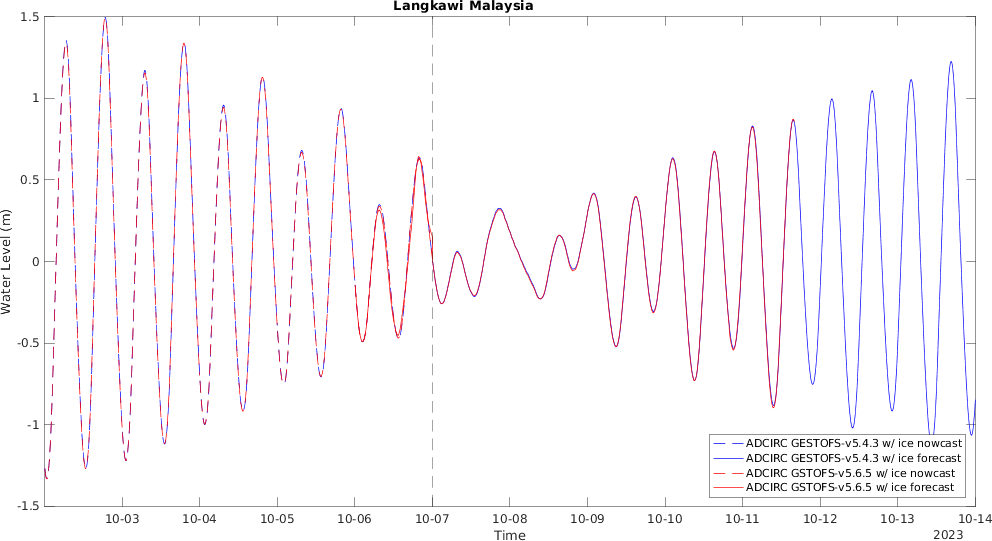 Langkawi Malaysia
1.5
1
0.5
0
-0.5
-1
-1.5
Water Level (m)
10-03 10-04 10-05 10-06 10-07 10-08 10-09 10-10 10-11 10-12 10-13 10-14
Time
2023
ADCIRC GESTOFS-v5.4.3 w/ ice nowcast
ADCIRC GESTOFS-v5.4.3 w/ ice forecast
ADCIRC GSTOFS-v5.6.5 w/ ice nowcast
ADCIRC GSTOFS-v5.6.5 w/ ice forecast